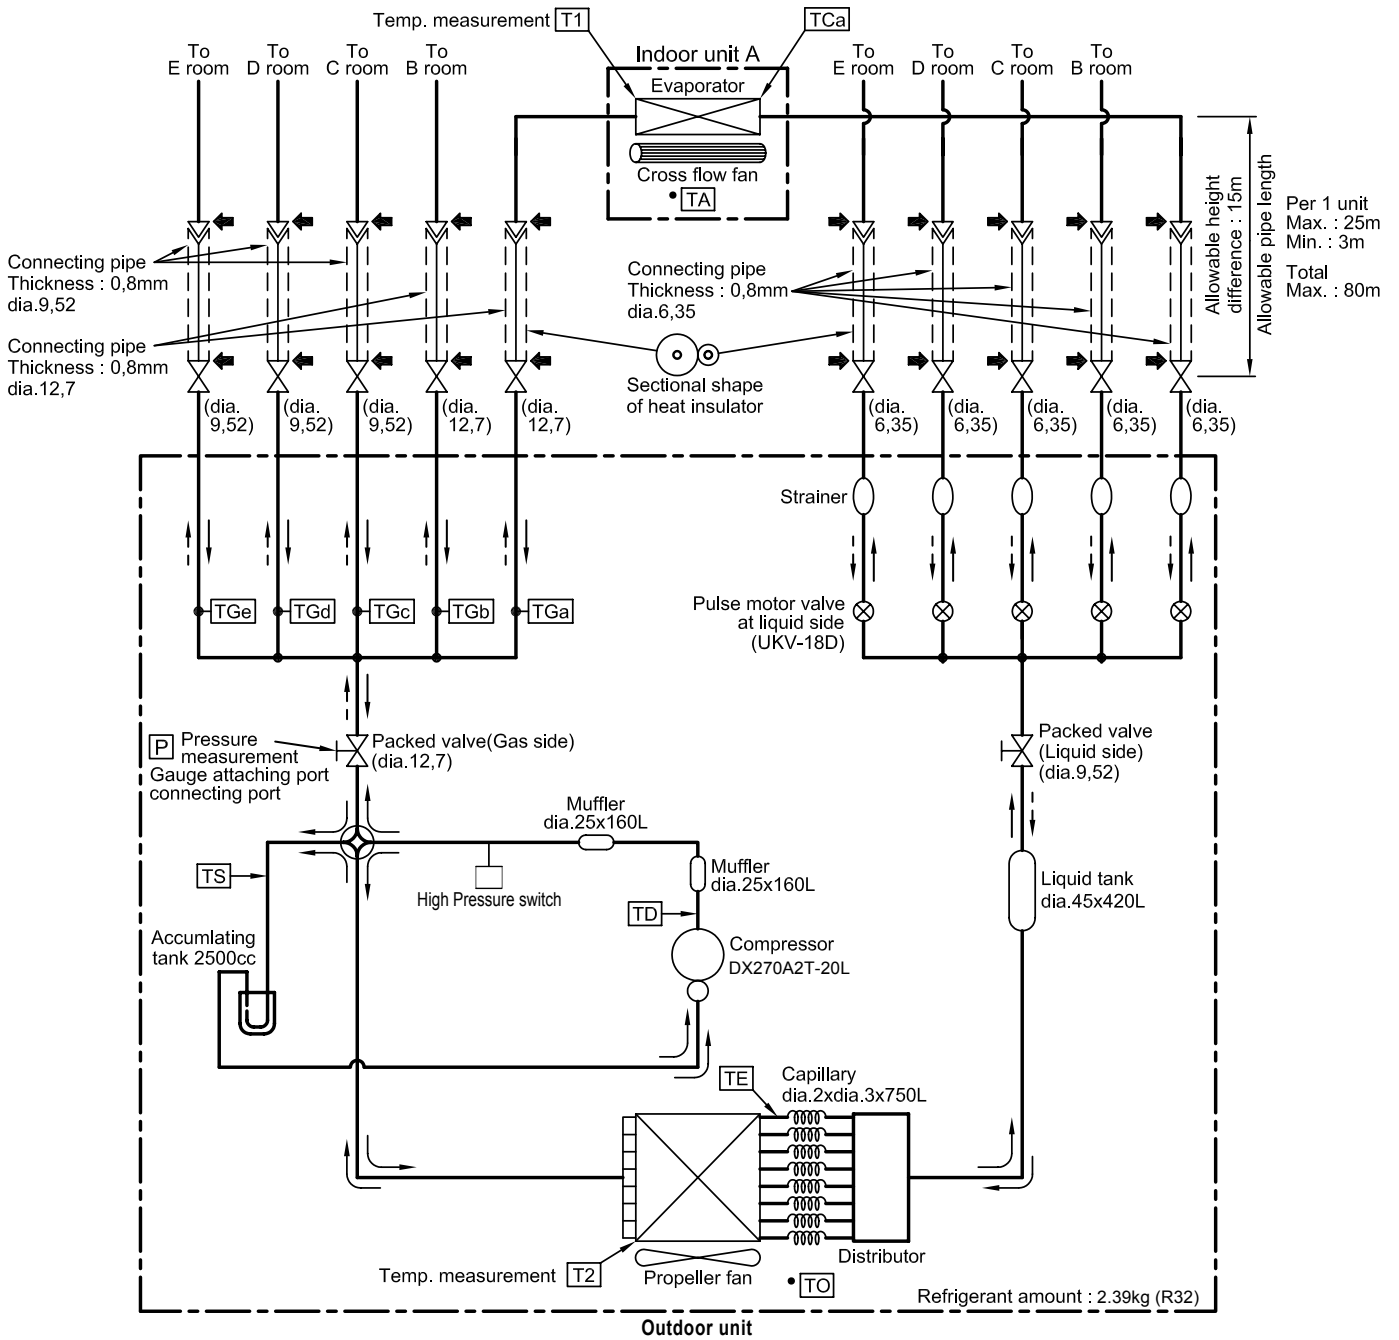 Temp. measurement T1
TCa
To
E room
To
D room
To
C room
To
B room
Indoor unit A
To
E room
To
D room
To
C room
To
B room
Evaporator
Cross flow fan
TA
Allowable height
difference : 15m
Allowable pipe length
Per 1 unit
Max. : 25m
Min. : 3m
Total
Max. : 80m
Connecting pipe
Thickness : 0,8mm
dia.9,52
Connecting pipe
Thickness : 0,8mm
dia.12,7
Connecting pipe
Thickness : 0,8mm
dia.6,35
Sectional shape
of heat insulator
(dia.
9,52)
(dia.
9,52)
(dia.
9,52)
(dia.
12,7)
(dia.
12,7)
(dia.
6,35)
(dia.
6,35)
(dia.
6,35)
(dia.
6,35)
(dia.
6,35)
Strainer
TGe
TGd
TGc
TGb
TGa
Pulse motor valve
at liquid side
(UKV-18D)
P Pressure
measurement
Gauge attaching port
connecting port
Packed valve(Gas side)
(dia.12,7)
Packed valve
(Liquid side)
(dia.9,52)
Muffler
dia.25x160L
Muffler
dia.25x160L
TS
High Pressure switch
TD
Liquid tank
dia.45x420L
Accumlating
tank 2500cc
Compressor
DX270A2T-20L
TE
Capillary
dia.2xdia.3x750L
Distributor
Temp. measurement T2
Propeller fan
TO
Refrigerant amount : 2.39kg (R32)
Outdoor unit